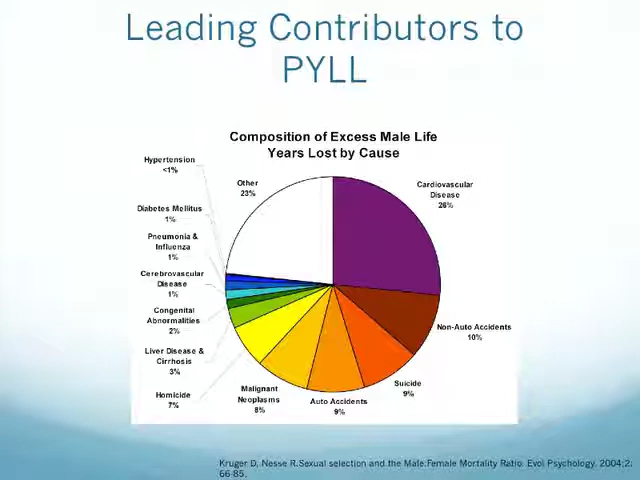 Leading Contributors to
PYLL
Composition of Excess Male Life
Years Lost by Cause
Hypertension
<1%
Other
23%
Cardiovascular
Disease
26%
Diabetes Mellitus
1%
Pneumonia &
Influenza
1%
Cerebrovascular
Disease
1%
Congenital
Abnormalities
2%
Liver Disease &
Cirrhosis
3%
Homicide
7%
Malignant
Neoplasms
8%
Auto Accidents
9%
Suicide
9%
Non-Auto Accidents
10%
Kruger D, Nesse R.Sexual selection and the Male:Female Mortality Ratio. Evol Psychology. 2004;2:
66-85.